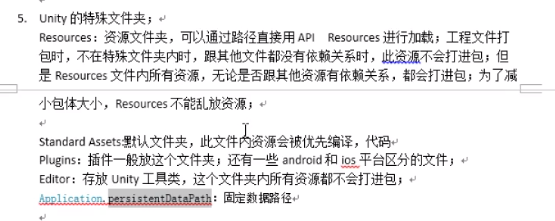 5. Unity 的特殊文件夹；
Resources：资源文件夹，可以通过路径直接用API Resources 进行加载；工程文件打
包时，不在特殊文件夹内时，跟其他文件都没有依赖关系时，此资源不会打进包；但
是 Resources 文件内所有资源，无论是否跟其他资源有依赖关系，都会打进包；为了减
小包体大小，Resources 不能乱放资源；
Standard Assets:默认文件夹，此文件内资源会被优先编译，代码
Plugins：插件一般放这个文件夹；还有一些 android 和 ios 平台区分的文件；
Editor：存放 Unity 工具类，这个文件夹内所有资源都不会打进包；
Application.persistentDataPath：固定数据路径